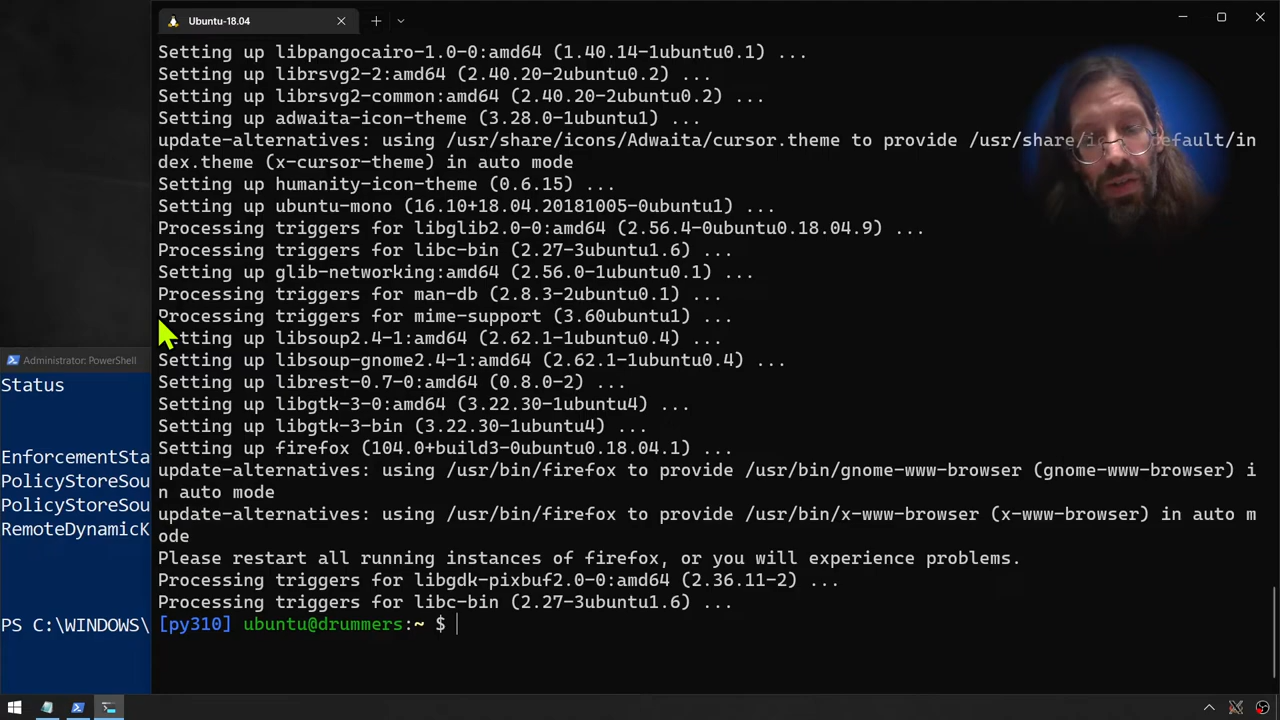 Ubuntu-18.04
Setting up libpangocairo-1.0-0:amd64 (1.40.14-1ubuntu0.1) ...
Setting up librsvg2-2:amd64 (2.40.20-2ubuntu0.2) ...
Setting up librsvg2-common:amd64 (2.40.20-2ubuntu0.2) ...
Setting up adwaita-icon-theme (3.28.0-1ubuntu1) ...
update-alternatives: using /usr/share/icons/Adwaita/cursor.theme to provide /usr/share/ic default/in
dex.theme (x-cursor-theme) in auto mode
Setting up humanity-icon-theme (0.6.15) ...
Setting up ubuntu-mono (16.10+18.04.20181005-0ubuntu1) ...
Processing triggers for libglib2.0-0:amd64 (2.56.4-0ubuntu0.18.04.9) ...
Processing triggers for libc-bin (2.27-3ubuntu1.6) ...
Setting up glib-networking:amd64 (2.56.0-1ubuntu0.1) ...
Processing triggers for man-db (2.8.3-2ubuntu0.1) ...
Processing triggers for mime-support (3.60ubuntu1) ...
Setting up libsoup2.4-1:amd64 (2.62.1-1ubuntu0.4) ...
Setting up libsoup-gnome2.4-1:amd64 (2.62.1-1ubuntu0.4) ...
Setting up librest-0.7-0:amd64 (0.8.0-2) ...
Setting up libgtk-3-0:amd64 (3.22.30-1ubuntu4) ...
Setting up libgtk-3-bin (3.22.30-1ubuntu4) ...
Setting up firefox (104.0+build3-0ubuntu0.18.04.1) ...
update-alternatives: using /usr/bin/firefox to provide /usr/bin/gnome-www-browser (gnome-www-browser) i
n auto mode
update-alternatives: using /usr/bin/firefox to provide /usr/bin/x-www-browser (x-www-browser) in auto m
ode
Please restart all running instances of firefox, or you will experience problems.
Processing triggers for libgdk-pixbuf2.0-0:amd64 (2.36.11-2) ...
Processing triggers for libc-bin (2.27-3ubuntu1.6) ...
[py310] ubuntu@drummers:~ $
Administrator: PowerShell
Status
EnforcementSta
PolicyStoreSou
PolicyStoreSou
RemoteDynamicK
PS C:\WINDOWS\